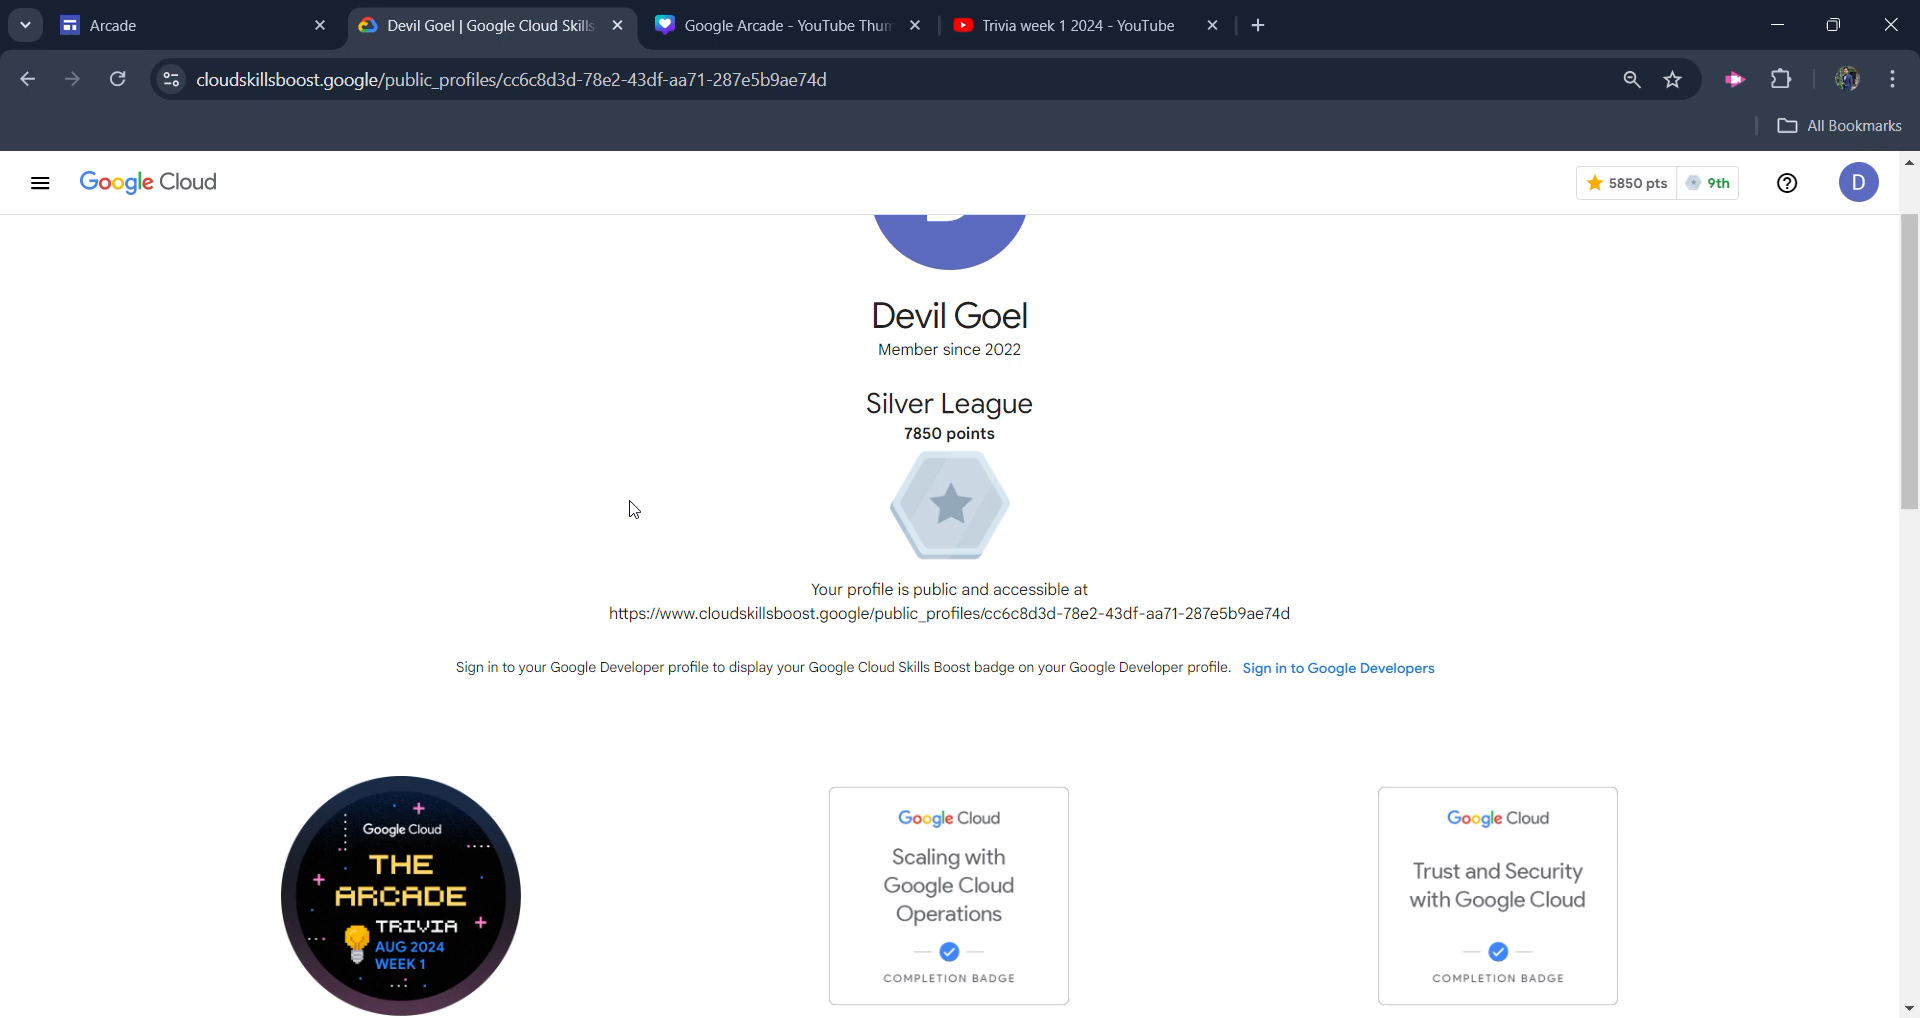 Arcade
Devil Goel | Google Cloud Skills
Google Arcade - YouTube Thum
Trivia week 1 2024 - YouTube
cloudskillsboost.google/public_profiles/cc6c8d3d-78e2-43df-aa71-287e5b9ae74d
All Bookmarks
Google Cloud
5850 pts
9th
D
Devil Goel
Member since 2022
Silver League
7850 points
Your profile is public and accessible at
https://www.cloudskillsboost.google/public_profiles/cc6c8d3d-78e2-43df-aa71-287e5b9ae74d
Sign in to your Google Developer profile to display your Google Cloud Skills Boost badge on your Google Developer profile. Sign in to Google Developers
Google Cloud
THE
ARCADE
TRIVIA
AUG 2024
WEEK 1
Google Cloud
Scaling with
Google Cloud
Operations
COMPLETION BADGE
Google Cloud
Trust and Security
with Google Cloud
COMPLETION BADGE